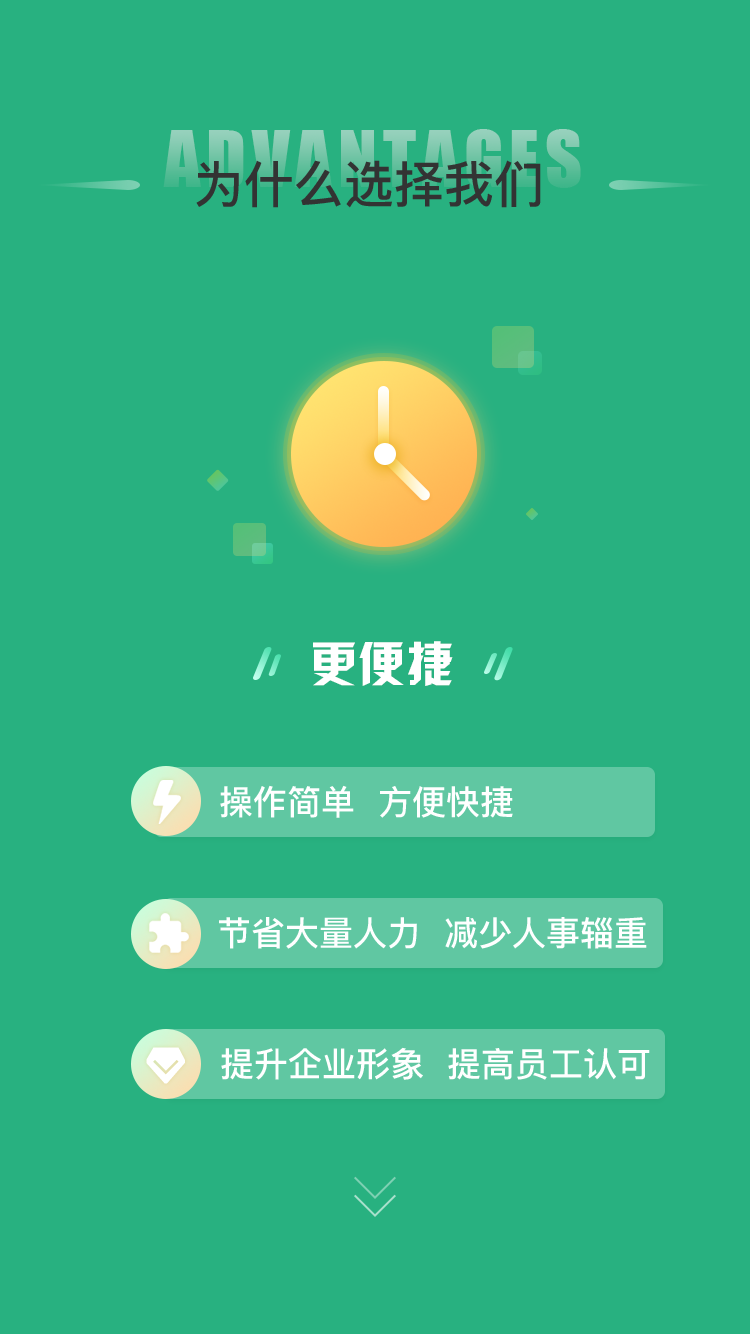 ADVANTAGES
为什么选择我们
更便捷
操作简单 方便快捷
节省大量人力 减少人事辎重
提升企业形象 提高员工认可